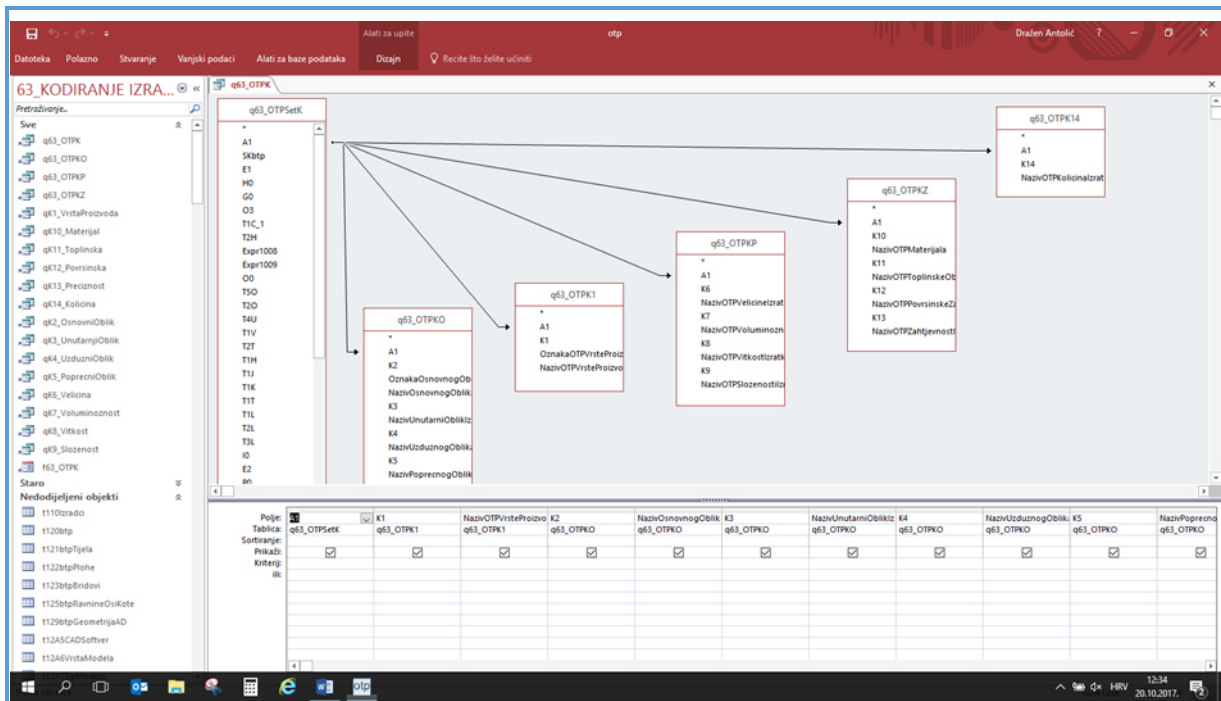 Alati za upite
otp
Dražen Antolić
?
Datoteka Polazno Stvaranje Vanjski podaci Alati za baze podataka Dizajn Recite što želite učiniti
63_KODIRANJE IZRA...
Pretraživanje..
Sve
q63_OTPK
q63_OTPKO
q63_OTPKP
q63_OTPKZ
qK1_VrstaProizvoda
qK10_Materijal
qK11_Toplinska
qK12_Povrsinska
qK13_Preciznost
qK14_Kolicina
qK2_OsnovniOblik
qK3_UnutarnjiOblik
qK4_UzduzniOblik
qK5_PoprecniOblik
qK6_Velicina
qK7_Voluminoznost
qK8_Vitkost
qK9_Slozenost
f63_OTPK
Staro
Nedodijeljeni objekti
t110Izradci
t120btp
t121btpTijela
t122btpPlohe
t123btpBridovi
t125btpRavnineOsiKote
t129btpGeometrijaAD
t12A5CADSoftver
t12A6VrstaModela
q63_OTPK
q63_OTPSetK
*
A1
SKbtp
E1
H0
G0
O3
T1C_1
T2H
Expr1008
Expr1009
O0
T5O
T2O
T4U
T1V
T2T
T1H
T1J
T1K
T1T
T1L
T2L
T3L
I0
E2
P0
q63_OTPKO
*
A1
K2
OznakaOsnovnogOb
NazivOsnovnogOblik
K3
NazivUnutarniOblikIz
K4
NazivUzduznogOblika
K5
NazivPoprecnogOblik
q63_OTPK1
*
A1
K1
OznakaOTPVrsteProiz
NazivOTPVrsteProizvo
q63_OTPKP
*
A1
K6
NazivOTPVelicineIzrat
K7
NazivOTPVoluminozn
K8
NazivOTPVitkostIzratk
K9
NazivOTPSlozenostIzr
q63_OTPKZ
*
A1
K10
NazivOTPMaterijala
K11
NazivOTPToplinskeOb
K12
NazivOTPPovrsinskeZa
K13
NazivOTPZahtjevnosti
q63_OTPK14
*
A1
K14
NazivOTPKolicinaIzrat
Polje: A1 K1 NazivOTPVrsteProizvo K2 NazivOsnovnogOblik K3 NazivUnutarniOblikIz K4 NazivUzduznogOblika K5 NazivPoprecno
Tablica: q63_OTPSetK q63_OTPK1 q63_OTPK1 q63_OTPKO q63_OTPKO q63_OTPKO q63_OTPKO q63_OTPKO q63_OTPKO q63_OTPKO q63_OTPKO
Sortiranje:
Prikaži:
Kriterij:
ili:
otp
HRV
12:34
20.10.2017.